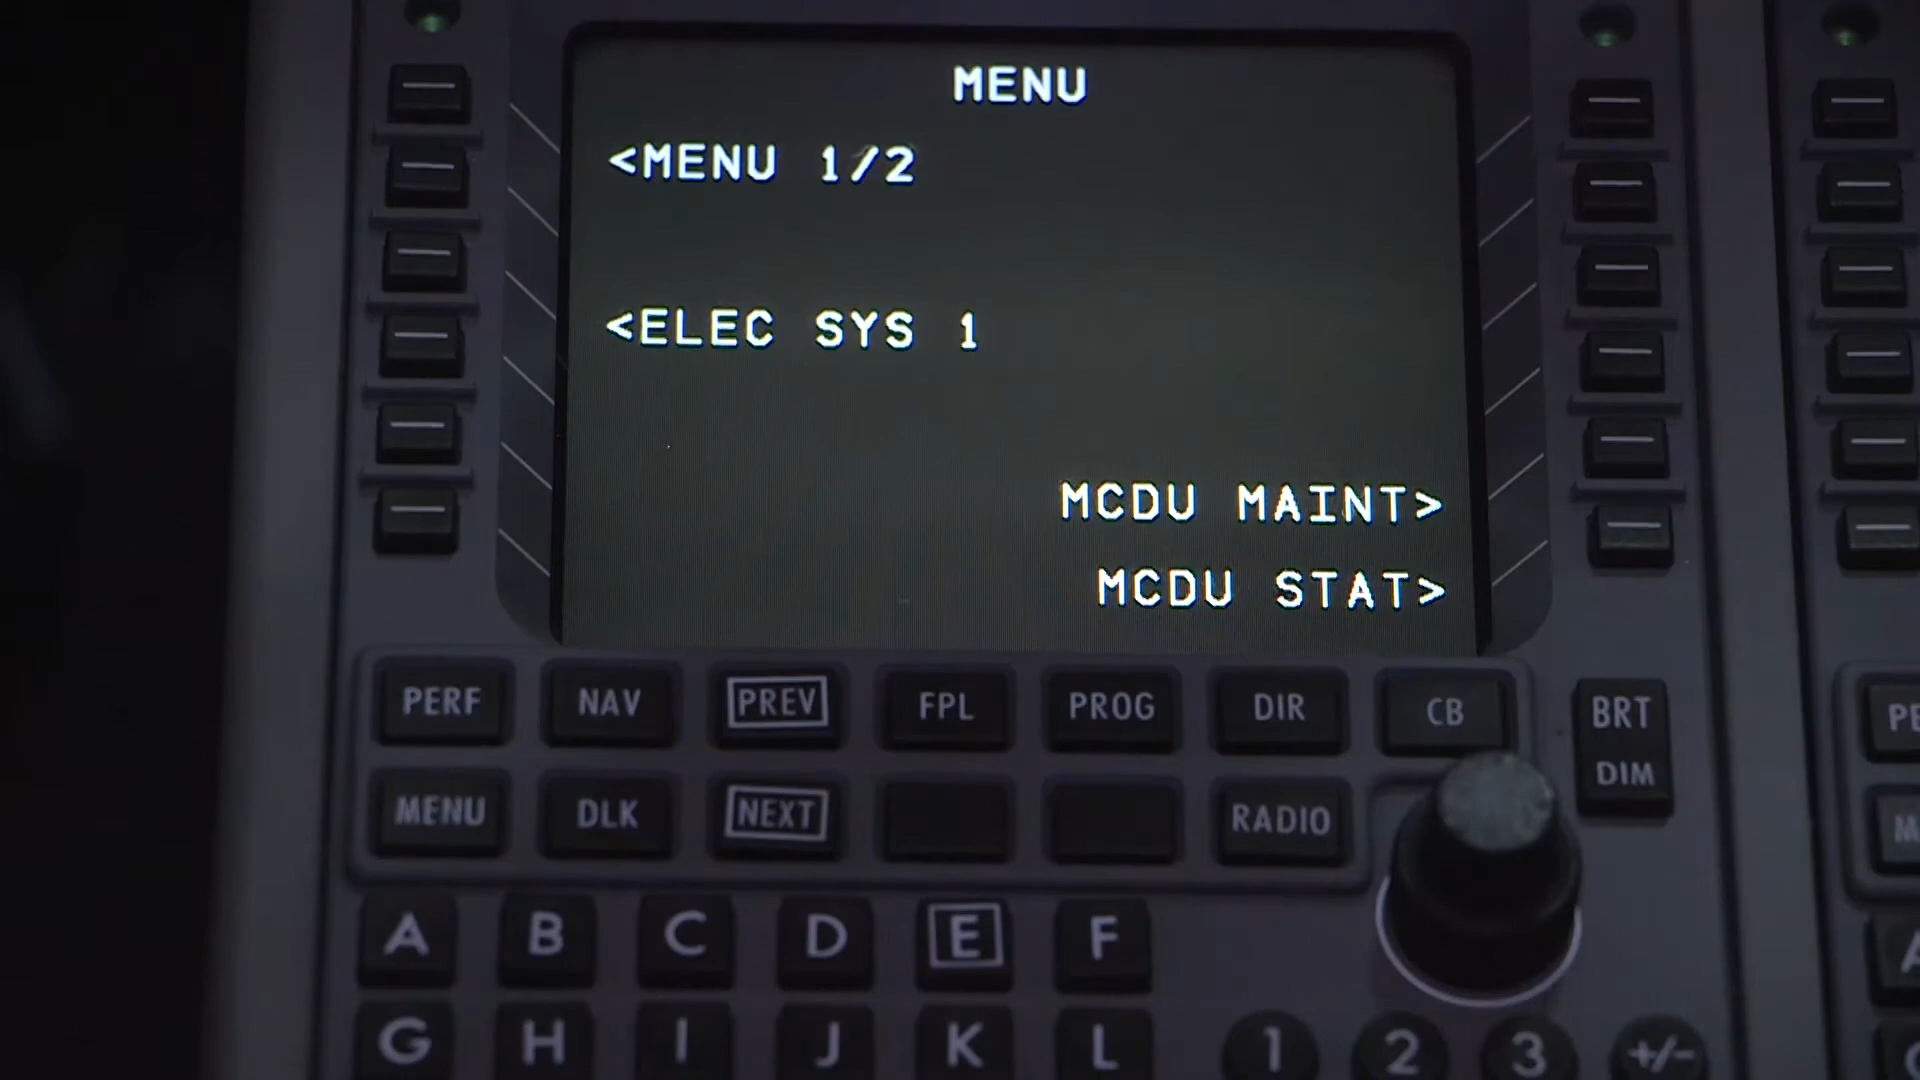 MENU
<MENU 1/2
<ELEC SYS 1
MCDU MAINT>
MCDU STAT>
PERF NAV PREV FPL PROG DIR CB BRT
DIM
MENU DLK NEXT RADIO
A B C D E F
G H I J K L 1 2 3 +/-